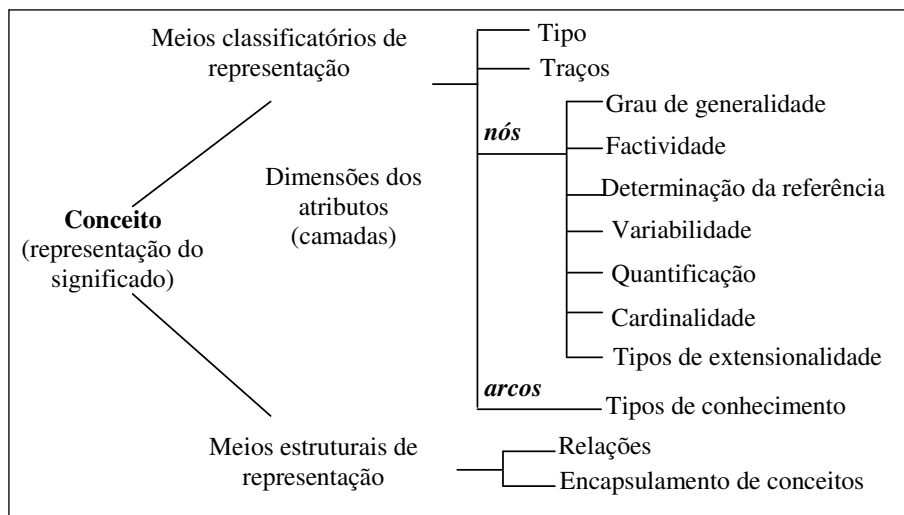 Meios classificatórios de
representação
Tipo
Traços
nós
Grau de generalidade
Factividade
Determinação da referência
Variabilidade
Quantificação
Cardinalidade
Tipos de extensionalidade
Dimensões dos
atributos
(camadas)
Conceito
(representação do
significado)
arcos
Tipos de conhecimento
Meios estruturais de
representação
Relações
Encapsulamento de conceitos